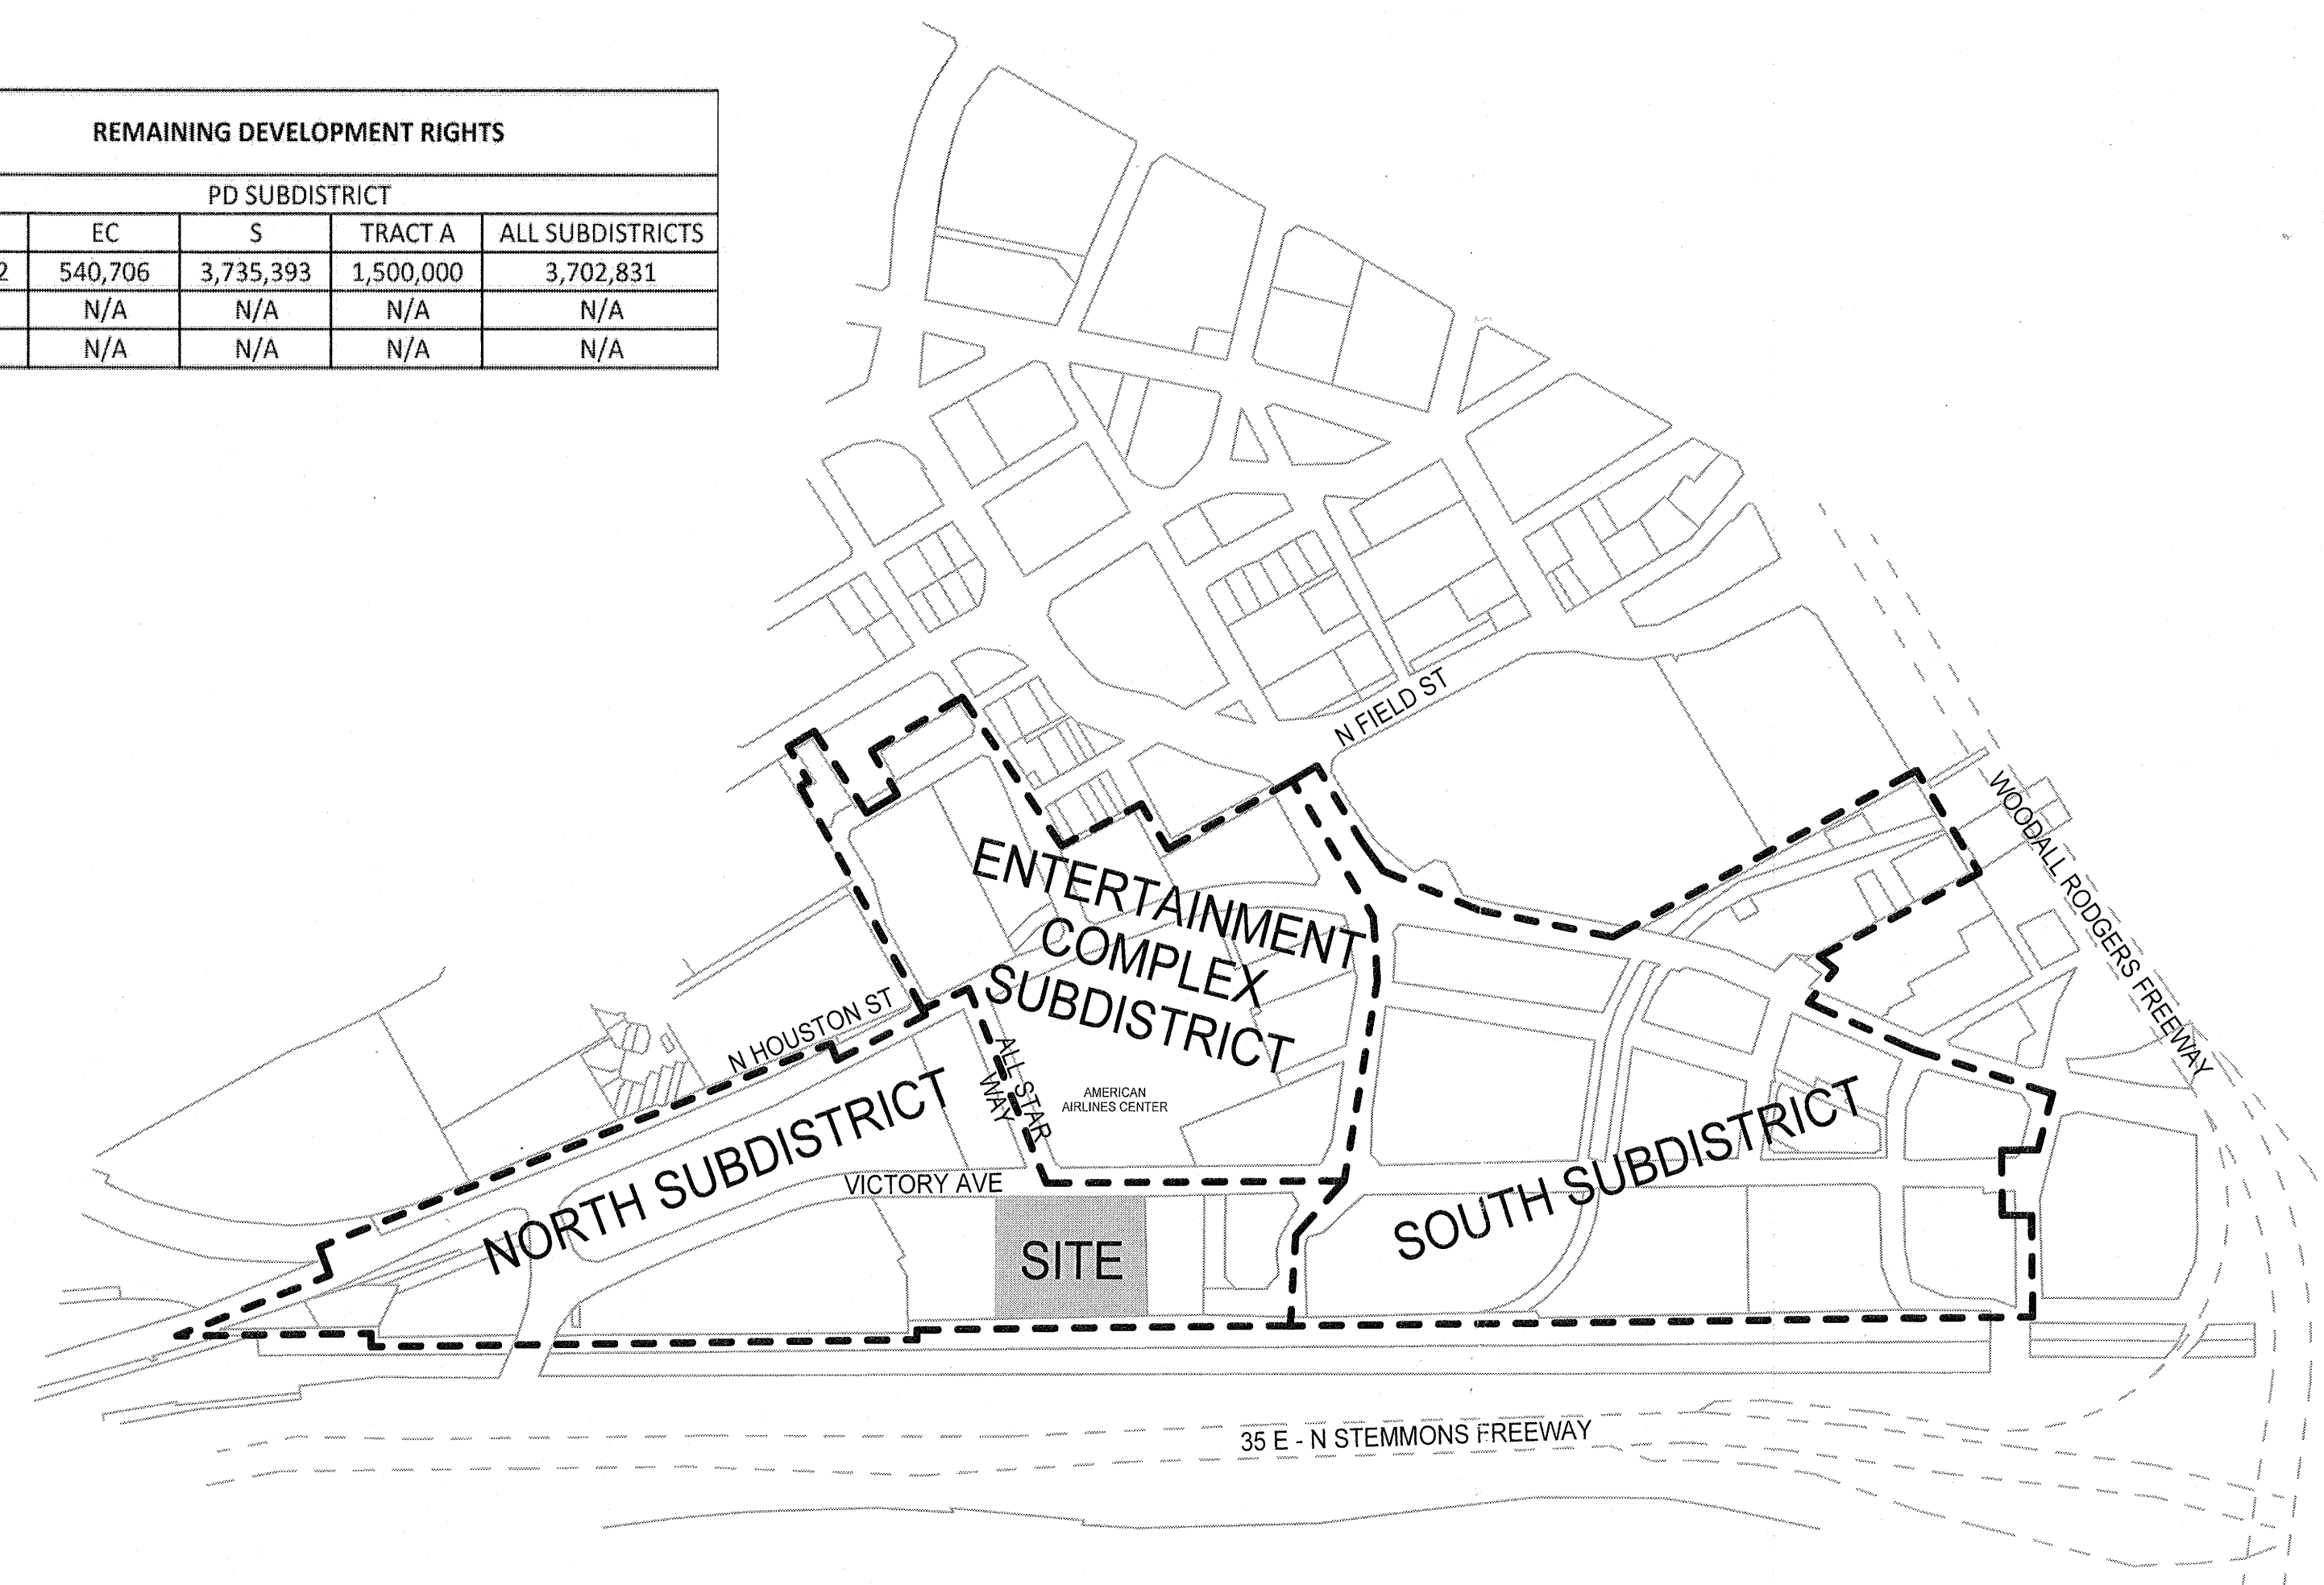 REMAINING DEVELOPMENT RIGHTS
PD SUBDISTRICT
EC S TRACT A ALL SUBDISTRICTS
2 540,706 3,735,393 1,500,000 3,702,831
N/A N/A N/A N/A
N/A N/A N/A N/A
N FIELD ST
WOODALL RODGERS FREEWAY
ENTERTAINMENT
COMPLEX
SUBDISTRICT
N HOUSTON ST
ALL STAR
WAY
AMERICAN
AIRLINES CENTER
NORTH SUBDISTRICT
VICTORY AVE
SOUTH SUBDISTRICT
SITE
35 E - N STEMMONS FREEWAY